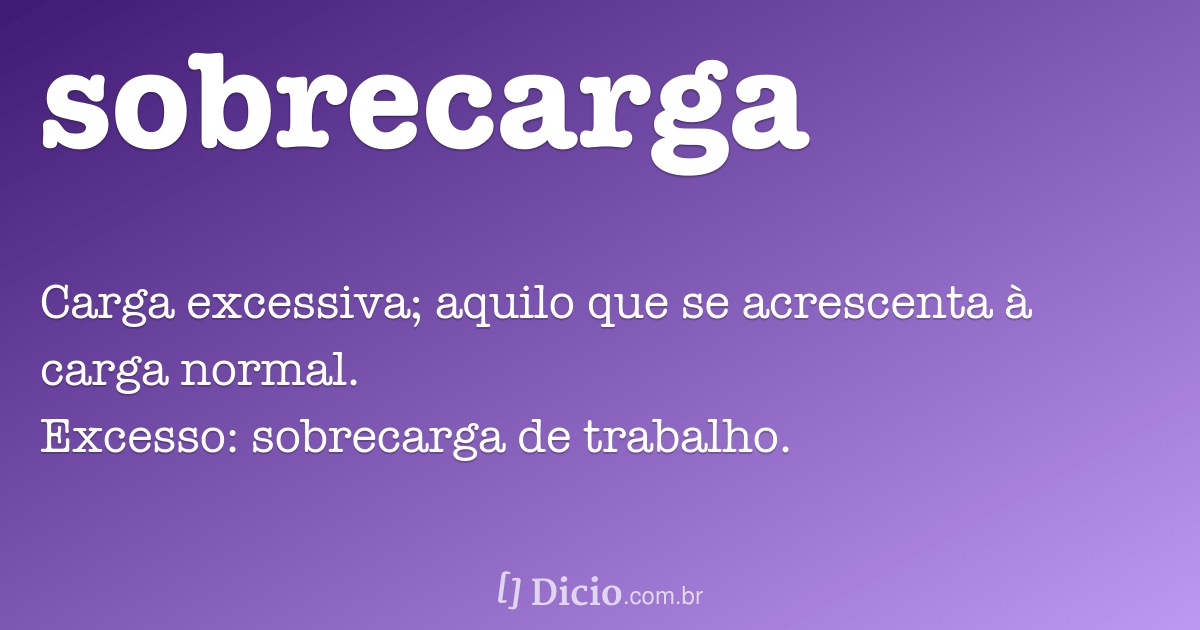 sobrecarga
Carga excessiva; aquilo que se acrescenta à
carga normal.
Excesso: sobrecarga de trabalho.
[] Dicio.com.br